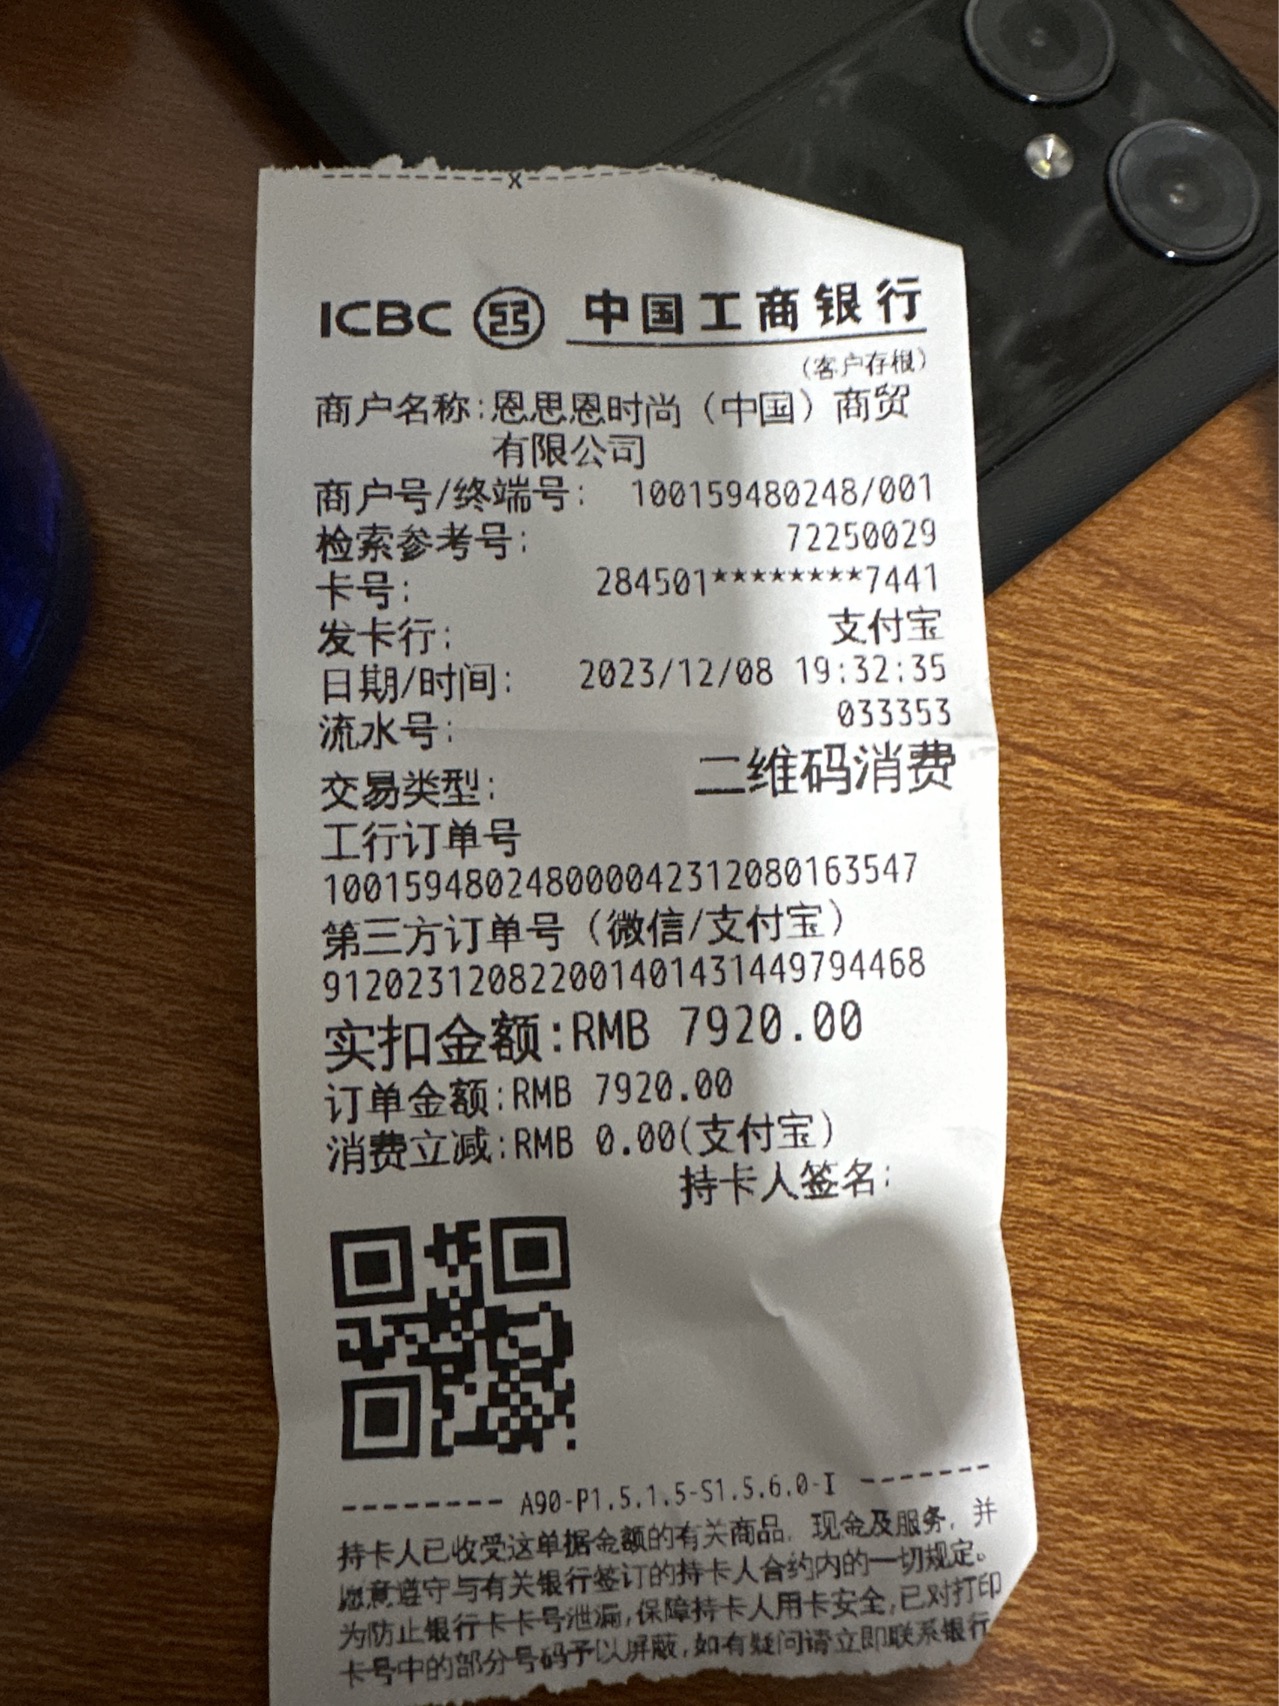 x
ICBC 中国工商银行
（客户存根）
商户名称:恩思恩时尚（中国）商贸
有限公司
商户号/终端号: 100159480248/001
检索参考号: 72250029
卡号: 284501********7441
发卡行: 支付宝
日期/时间: 2023/12/08 19:32:35
流水号: 033353
交易类型: 二维码消费
工行订单号
100159480248000042312080163547
第三方订单号（微信/支付宝）
912023120822001401431449794468
实扣金额:RMB 7920.00
订单金额:RMB 7920.00
消费立减:RMB 0.00(支付宝）
持卡人签名:
-------- A90-P1.5.1.5-S1.5.6.0-I -------
持卡人已收受这单据金额的有关商品、现金及服务，并
愿意遵守与有关银行签订的持卡人合约内的一切规定。
为防止银行卡卡号泄漏,保障持卡人用卡安全,已对打印
卡号中的部分号码予以屏蔽,如有疑问请立即联系银行